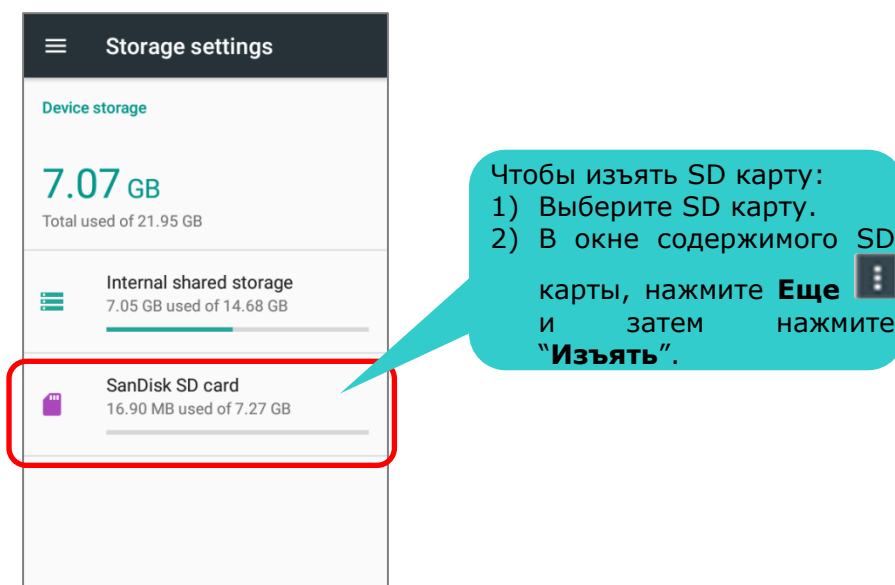 Storage settings
Device storage
7.07 GB
Total used of 21.95 GB
Internal shared storage
7.05 GB used of 14.68 GB
SanDisk SD card
16.90 MB used of 7.27 GB
Чтобы изъять SD карту:
1) Выберите SD карту.
2) В окне содержимого SD
карты, нажмите Еще
и затем нажмите
“Изъять”.